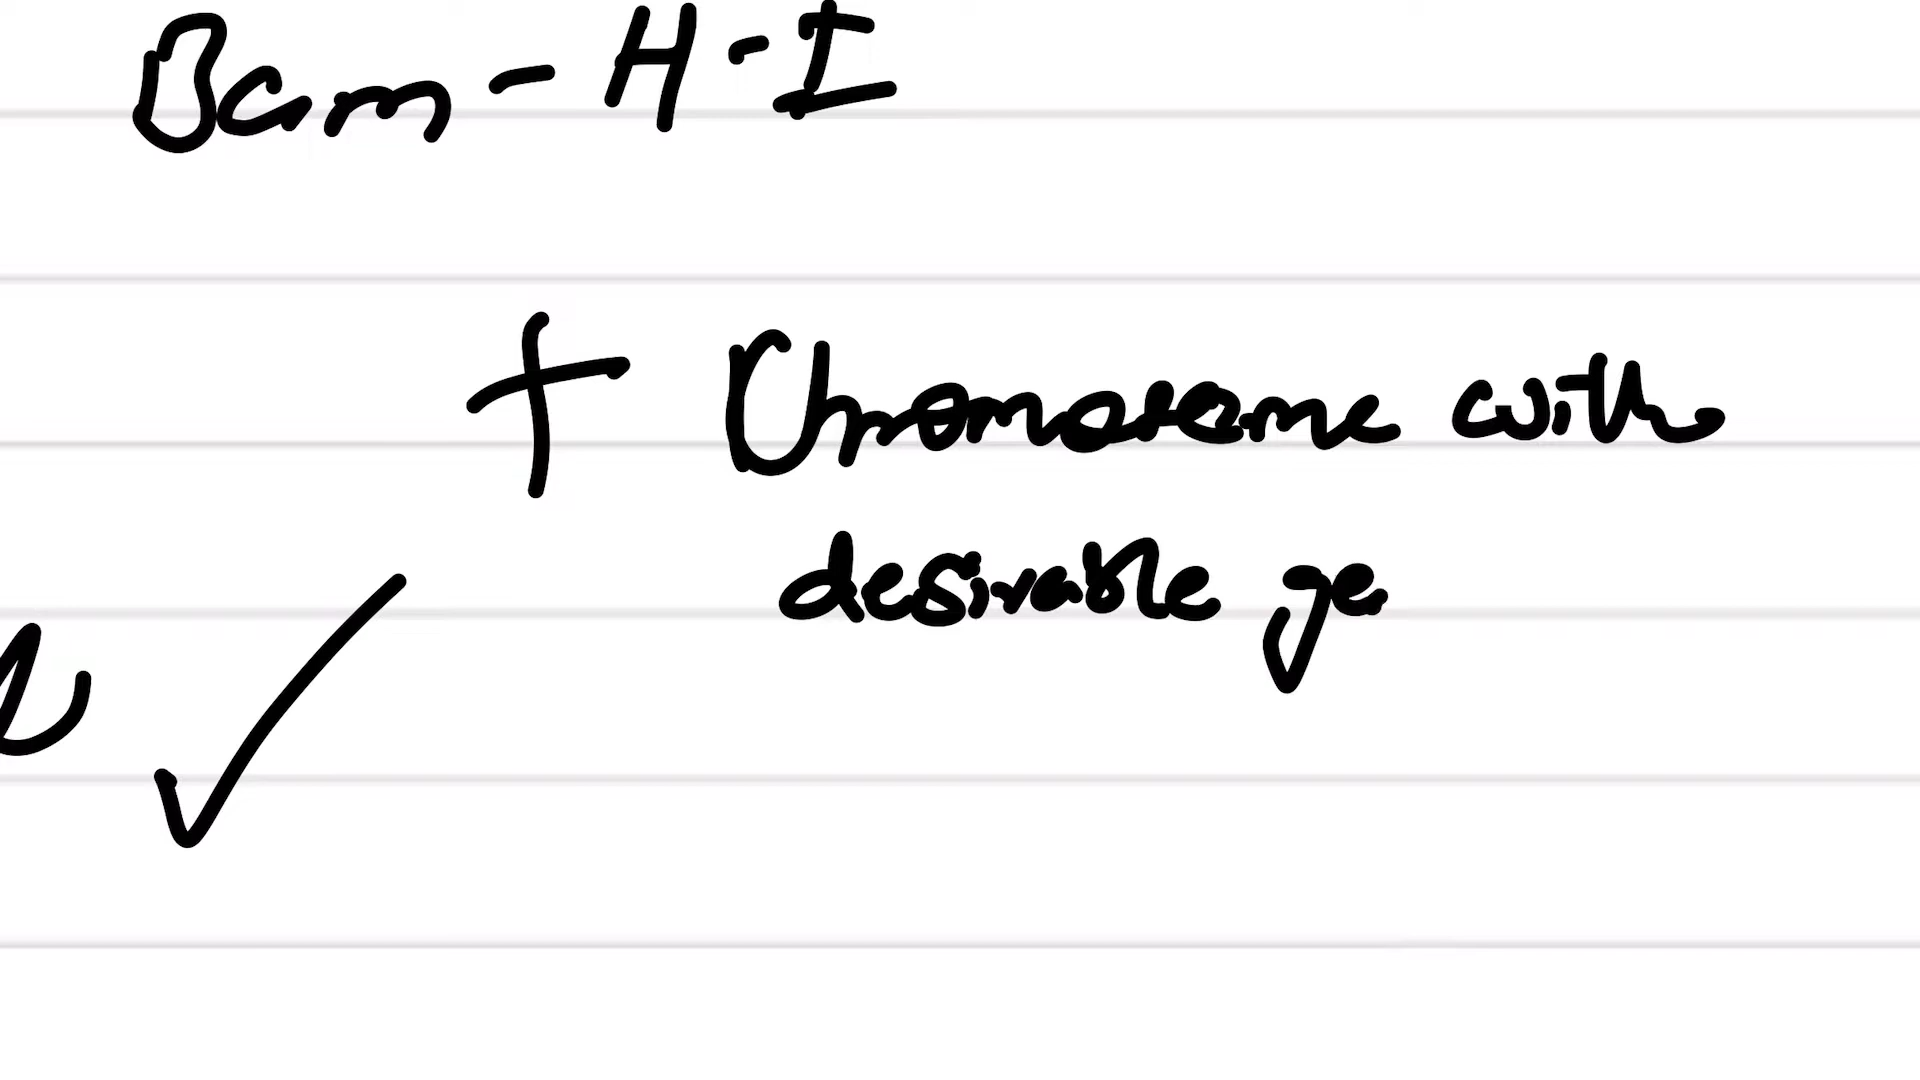 Bam-H-I
+ Chromosome with
desirable ge